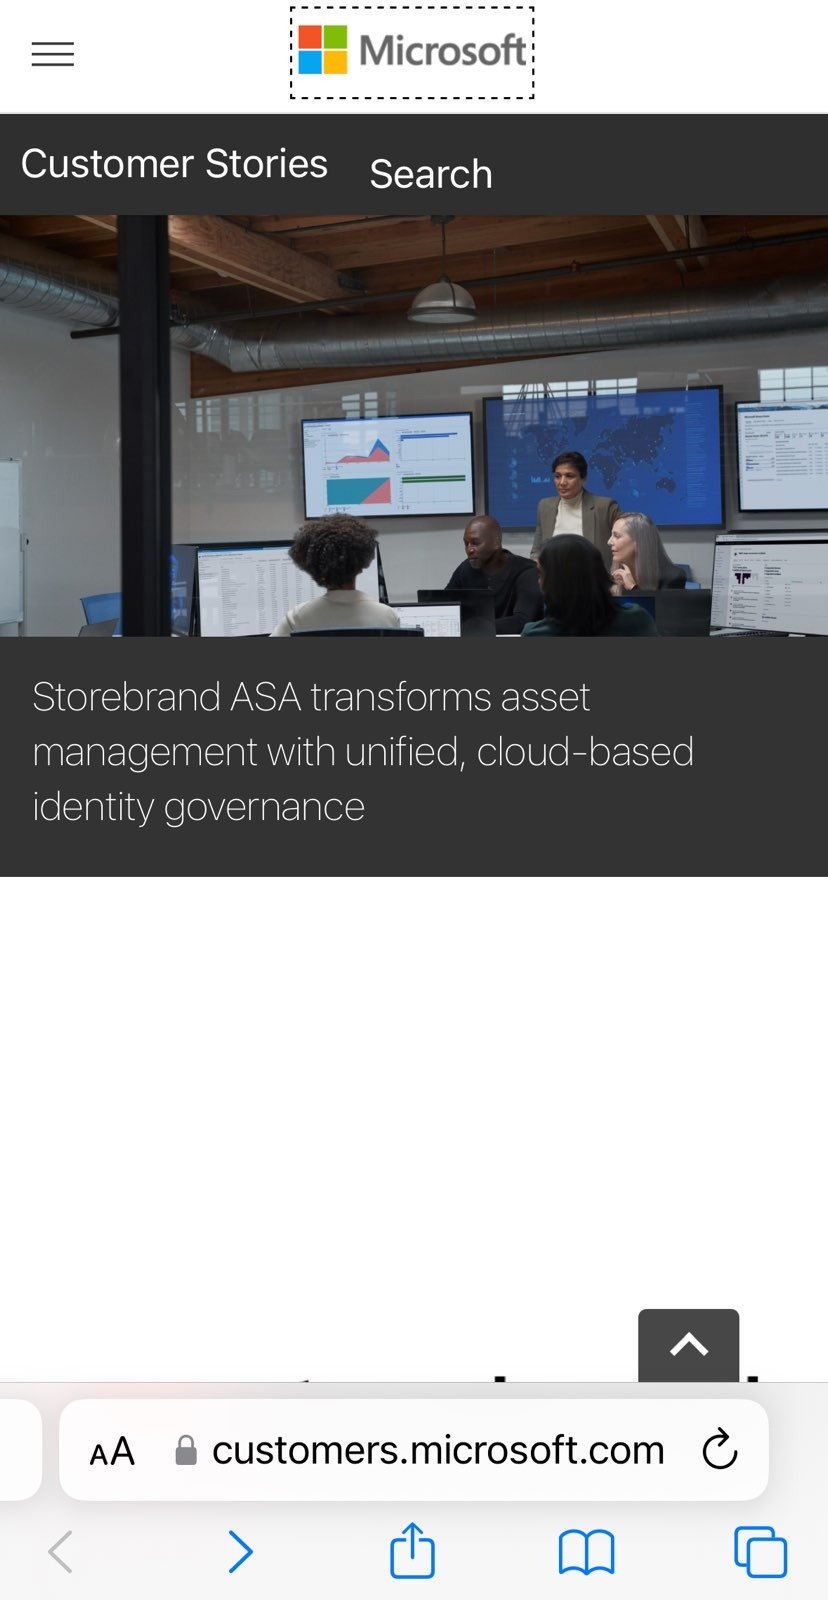 Microsoft
Customer Stories
Search
Storebrand ASA transforms asset
management with unified, cloud-based
identity governance
AA
customers.microsoft.com